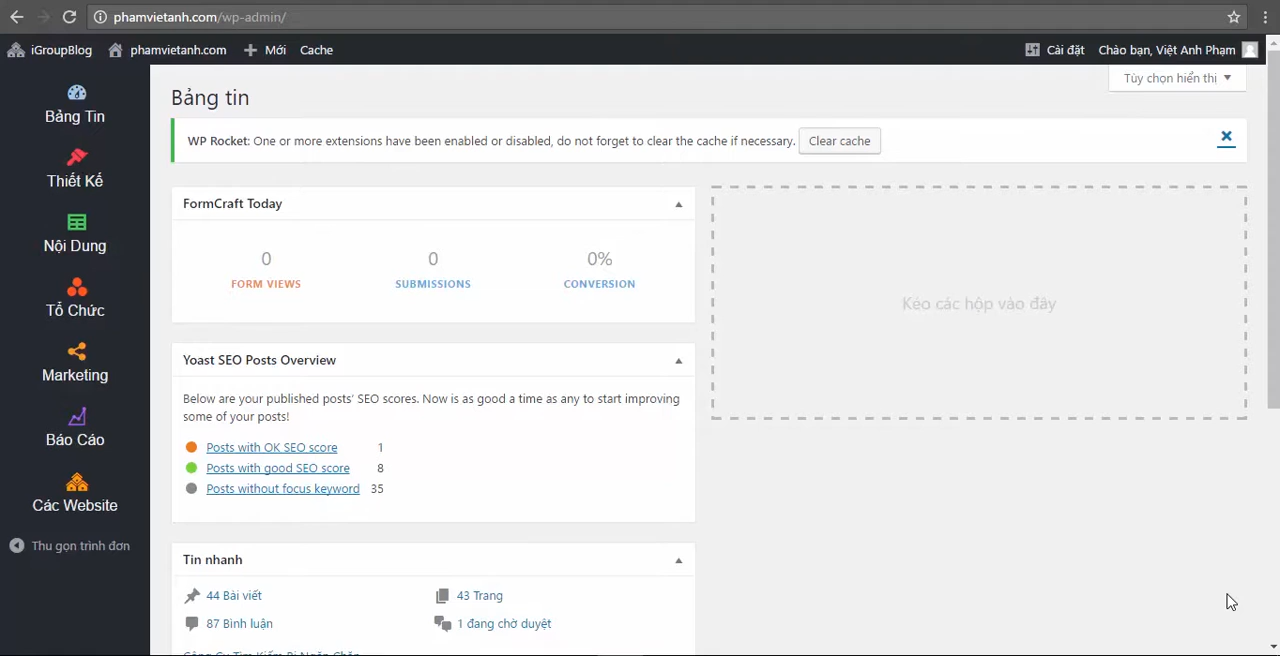 phamvietanh.com/wp-admin/
iGroupBlog phamvietanh.com Mới Cache Cài đặt Chào bạn, Việt Anh Phạm
Tùy chọn hiển thị
Bảng Tin
Thiết Kế
Nội Dung
Tổ Chức
Marketing
Báo Cáo
Các Website
Thu gọn trình đơn
Bảng tin
WP Rocket: One or more extensions have been enabled or disabled, do not forget to clear the cache if necessary. Clear cache
FormCraft Today
0 0 0%
FORM VIEWS SUBMISSIONS CONVERSION
Kéo các hộp vào đây
Yoast SEO Posts Overview
Below are your published posts' SEO scores. Now is as good a time as any to start improving
some of your posts!
Posts with OK SEO score 1
Posts with good SEO score 8
Posts without focus keyword 35
Tin nhanh
44 Bài viết 43 Trang
87 Bình luận 1 đang chờ duyệt